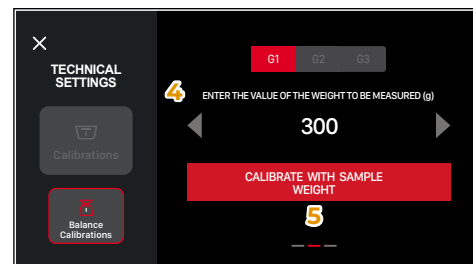 TECHNICAL
SETTINGS
Calibrations
Balance
Calibrations
G1 G2 G3
4
ENTER THE VALUE OF THE WEIGHT TO BE MEASURED (g)
300
CALIBRATE WITH SAMPLE
WEIGHT
5